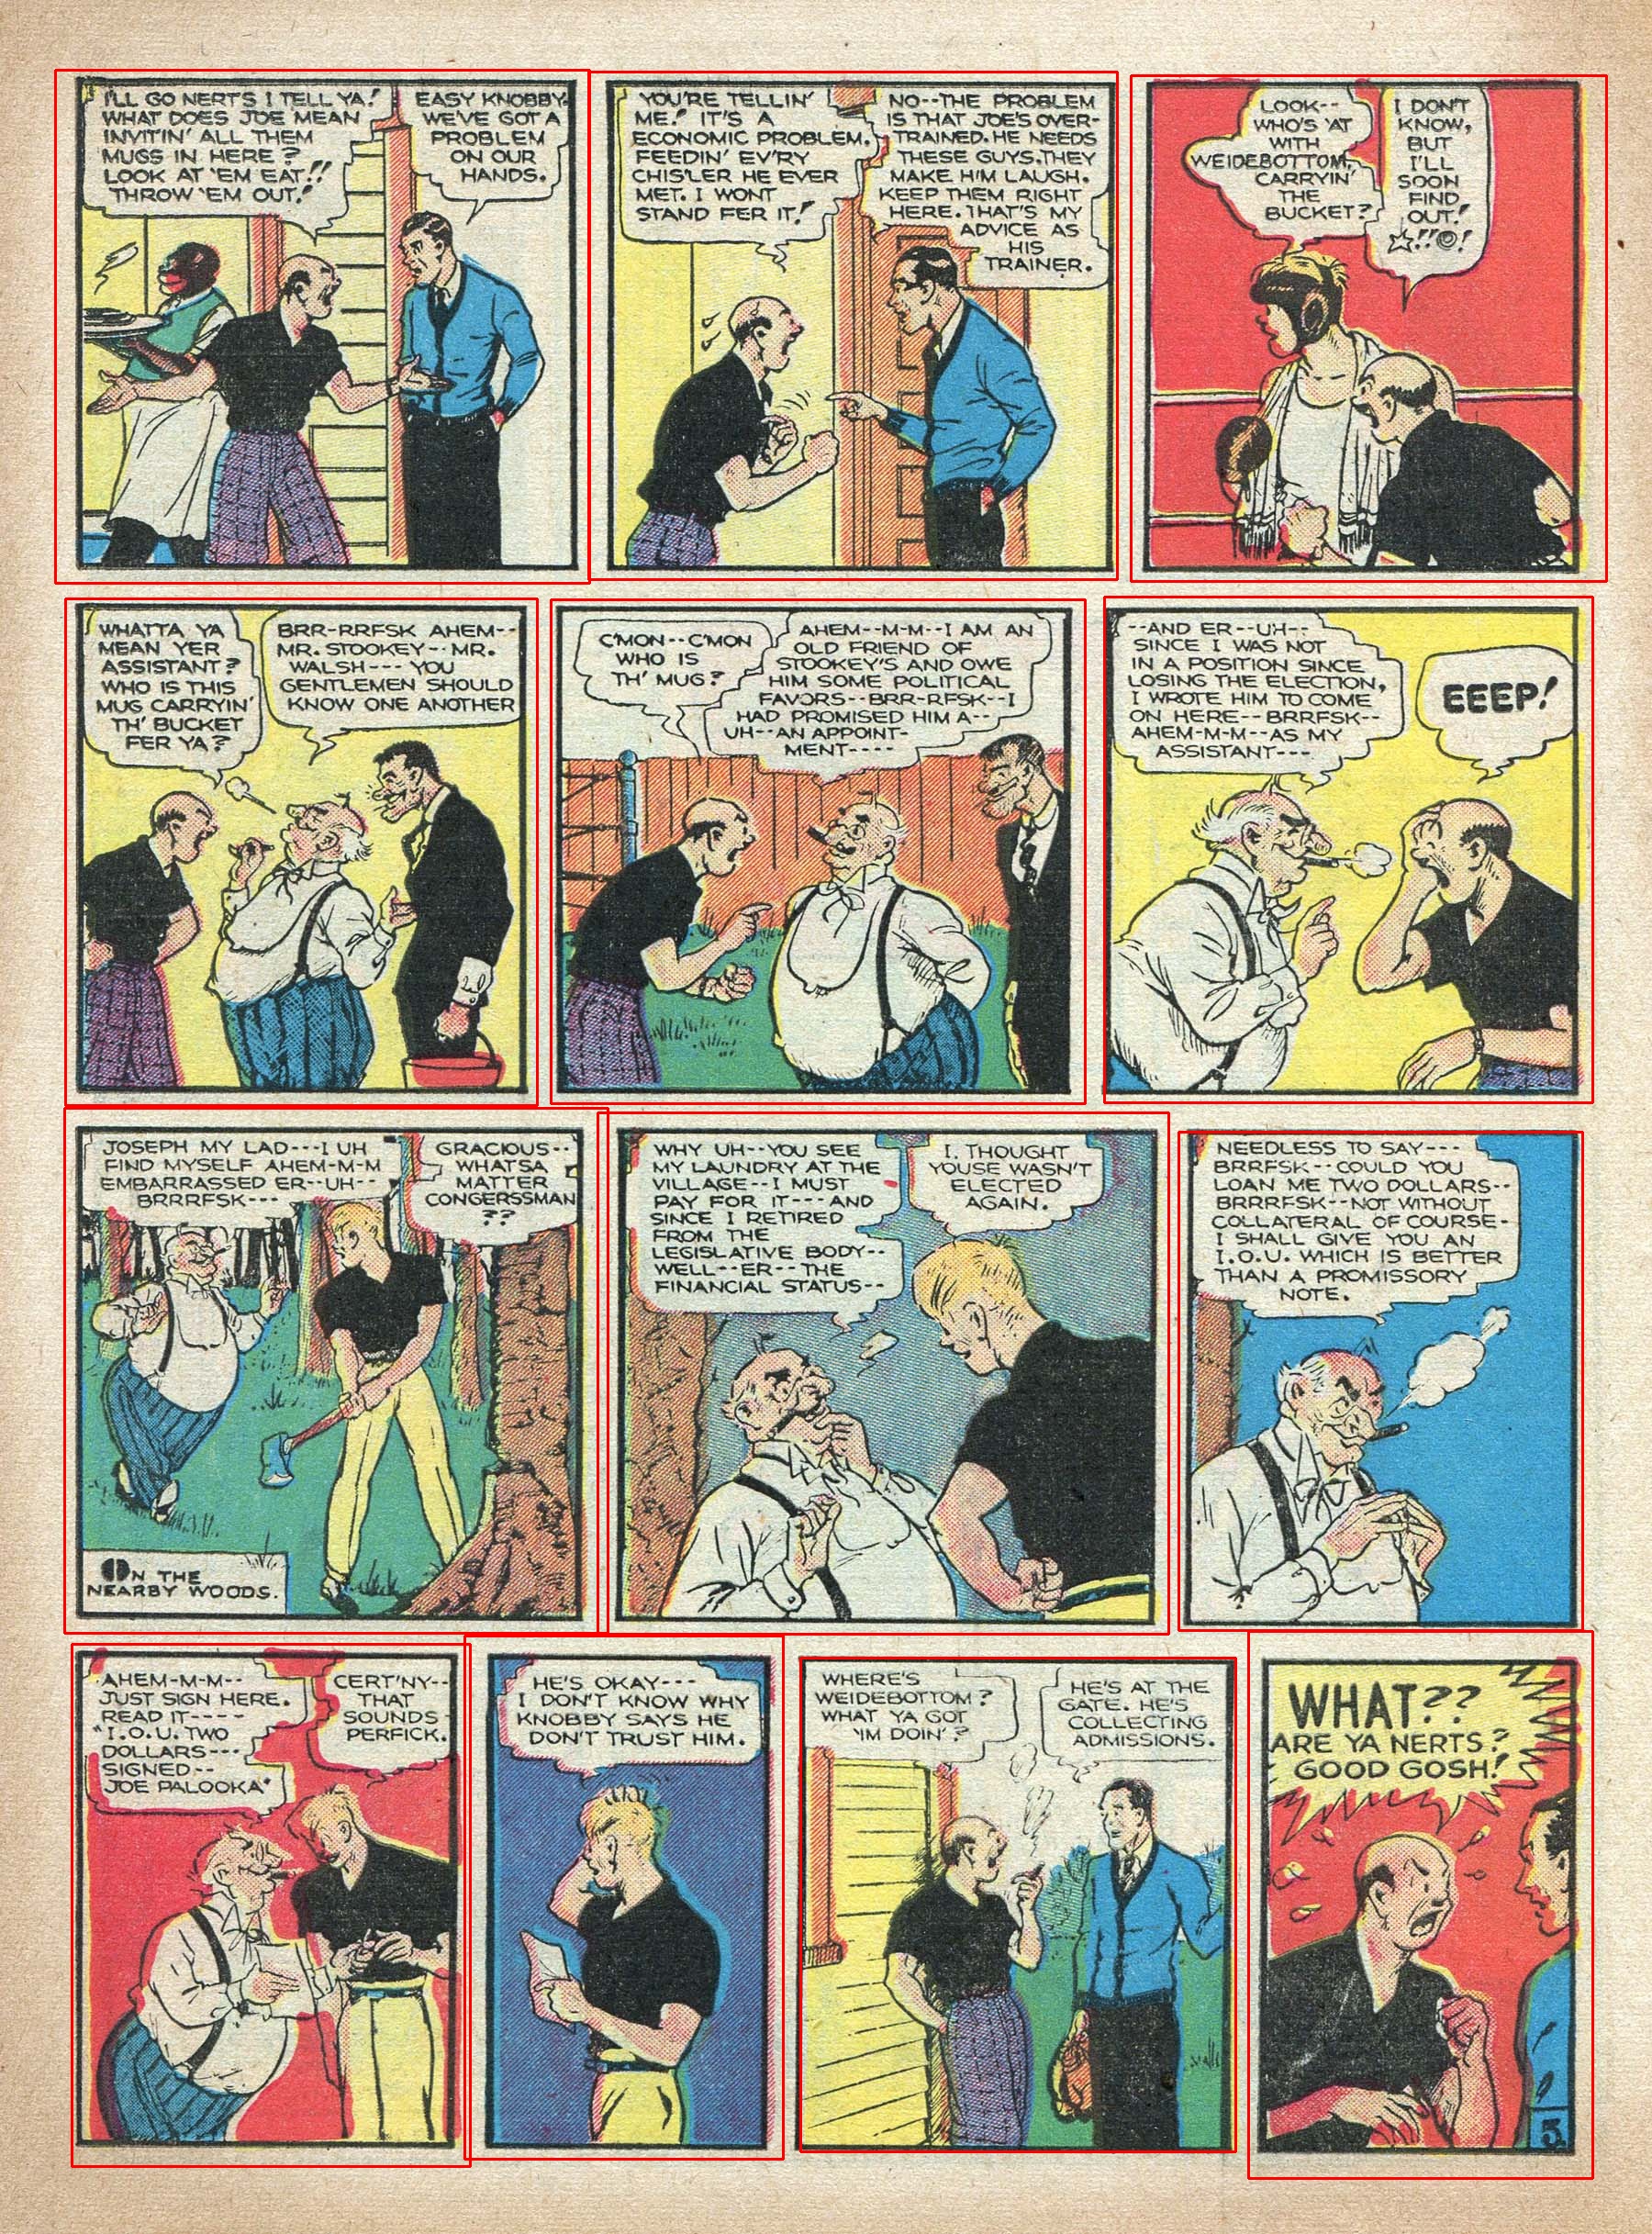 I'LL GO NERTS I TELL YA!
WHAT DOES JOE MEAN
INVITIN' ALL THEM
MUGS IN HERE?
LOOK AT 'EM EAT!!
THROW 'EM OUT!
EASY KNOBBY.
WE'VE GOT A
PROBLEM
ON OUR
HANDS.
YOU'RE TELLIN'
ME! IT'S A
ECONOMIC PROBLEM.
FEEDIN' EV'RY
CHIS'LER HE EVER
MET. I WONT
STAND FER IT!
NO--THE PROBLEM
IS THAT JOE'S OVER-
TRAINED. HE NEEDS
THESE GUYS. THEY
MAKE HIM LAUGH.
KEEP THEM RIGHT
HERE. THAT'S MY
ADVICE AS
HIS
TRAINER.
LOOK--
WHO'S 'AT
WITH
WEIDEBOTTOM,
CARRYIN'
THE
BUCKET?
I DON'T
KNOW,
BUT
I'LL
SOON
FIND
OUT!
☆!!◎!
WHATTA YA
MEAN YER
ASSISTANT?
WHO IS THIS
MUG CARRYIN'
TH' BUCKET
FER YA?
BRR-RRFSK AHEM--
MR. STOOKEY--MR.
WALSH--- YOU
GENTLEMEN SHOULD
KNOW ONE ANOTHER
C'MON--C'MON
WHO IS
TH' MUG?
AHEM--M-M--I AM AN
OLD FRIEND OF
STOOKEY'S AND OWE
HIM SOME POLITICAL
FAVORS--BRR-RFSK--I
HAD PROMISED HIM A--
UH--AN APPOINT-
MENT----
--AND ER--UH--
SINCE I WAS NOT
IN A POSITION SINCE
LOSING THE ELECTION,
I WROTE HIM TO COME
ON HERE--BRRFSK--
AHEM-M-M--AS MY
ASSISTANT---
EEEP!
JOSEPH MY LAD---I UH
FIND MYSELF AHEM-M-M
EMBARRASSED ER--UH--
BRRRFSK---
GRACIOUS--
WHATSA
MATTER
CONGERSSMAN
??
ON THE
NEARBY WOODS.
WHY UH--YOU SEE
MY LAUNDRY AT THE
VILLAGE--I MUST
PAY FOR IT---AND
SINCE I RETIRED
FROM THE
LEGISLATIVE BODY--
WELL--ER--THE
FINANCIAL STATUS--
I. THOUGHT
YOUSE WASN'T
ELECTED
AGAIN.
NEEDLESS TO SAY---
BRRFSK--COULD YOU
LOAN ME TWO DOLLARS--
BRRRFSK--NOT WITHOUT
COLLATERAL OF COURSE-
I SHALL GIVE YOU AN
I.O.U. WHICH IS BETTER
THAN A PROMISSORY
NOTE.
AHEM-M-M--
JUST SIGN HERE.
READ IT----
"I.O.U. TWO
DOLLARS---
SIGNED--
JOE PALOOKA"
CERT'NY--
THAT
SOUNDS
PERFICK.
HE'S OKAY---
I DON'T KNOW WHY
KNOBBY SAYS HE
DON'T TRUST HIM.
WHERE'S
WEIDEBOTTOM?
WHAT YA GOT
'IM DOIN'?
HE'S AT THE
GATE. HE'S
COLLECTING
ADMISSIONS.
WHAT??
ARE YA NERTS?
GOOD GOSH!
5